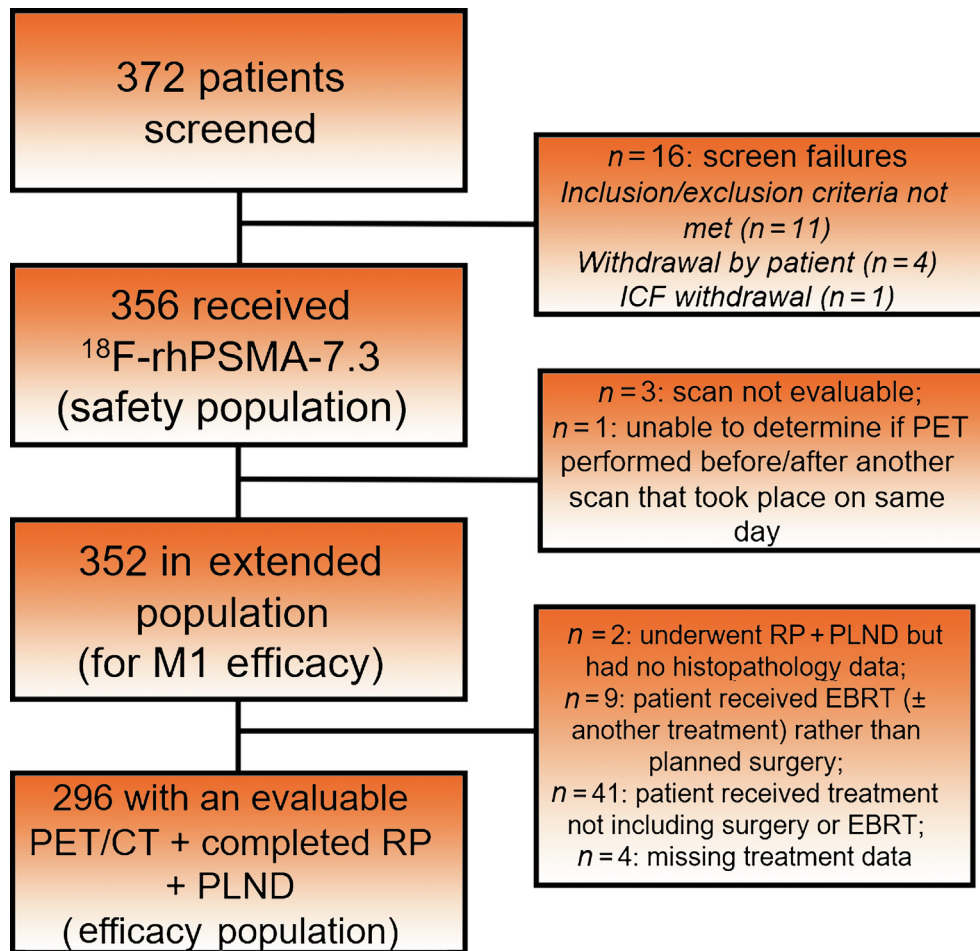 372 patients
screened
n = 16: screen failures
Inclusion/exclusion criteria not
met (n = 11)
Withdrawal by patient (n = 4)
ICF withdrawal (n = 1)
356 received
¹⁸F-rhPSMA-7.3
(safety population)
n = 3: scan not evaluable;
n = 1: unable to determine if PET
performed before/after another
scan that took place on same
day
352 in extended
population
(for M1 efficacy)
n = 2: underwent RP + PLND but
had no histopathology data;
n = 9: patient received EBRT (±
another treatment) rather than
planned surgery;
n = 41: patient received treatment
not including surgery or EBRT;
n = 4: missing treatment data
296 with an evaluable
PET/CT + completed RP
+ PLND
(efficacy population)